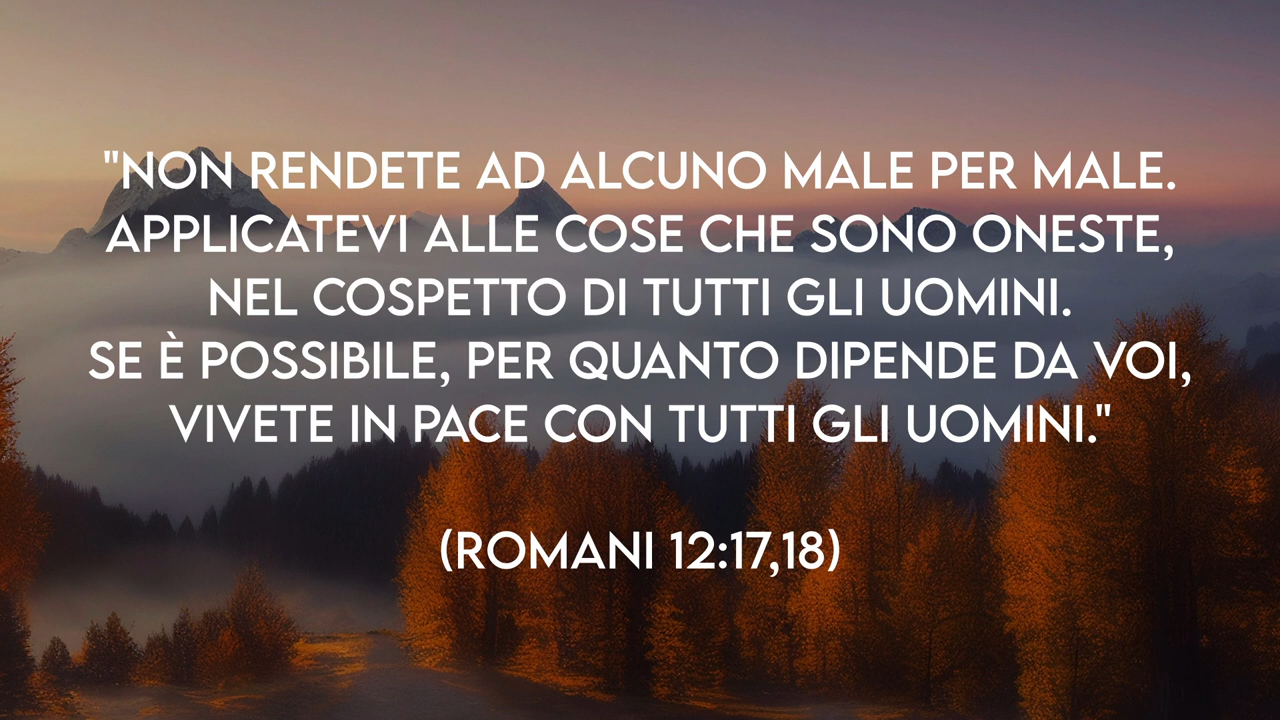 "NON RENDETE AD ALCUNO MALE PER MALE.
APPLICATEVI ALLE COSE CHE SONO ONESTE,
NEL COSPETTO DI TUTTI GLI UOMINI.
SE È POSSIBILE, PER QUANTO DIPENDE DA VOI,
VIVETE IN PACE CON TUTTI GLI UOMINI."
(ROMANI 12:17,18)